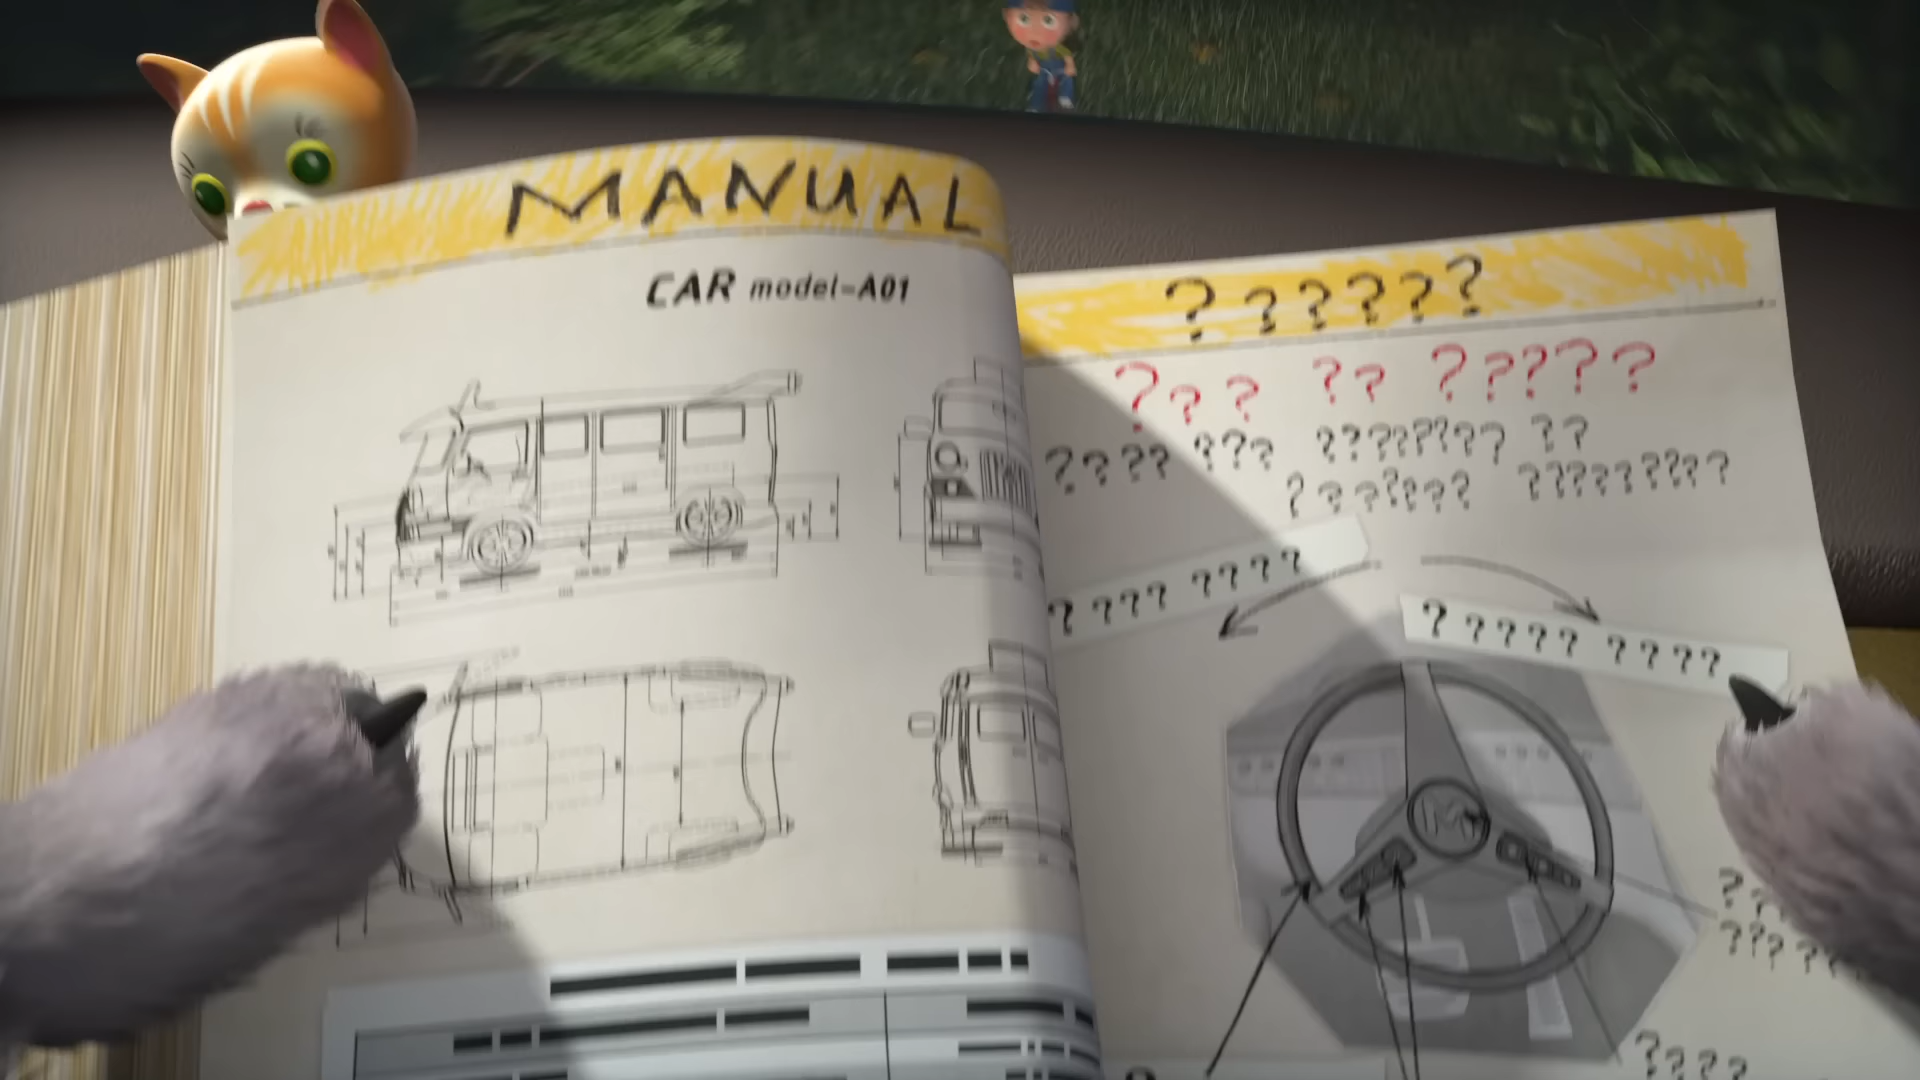 MANUAL
CAR model-A01
? ? ? ? ? ?
? ? ? ? ? ? ? ? ? ?
? ? ? ? ? ? ? ? ? ? ? ? ? ? ? ? ?
? ? ? ? ? ? ? ? ? ? ? ? ? ? ?
? ? ? ? ? ? ? ?
? ? ? ? ? ? ? ? ?
M
? ? ? ?